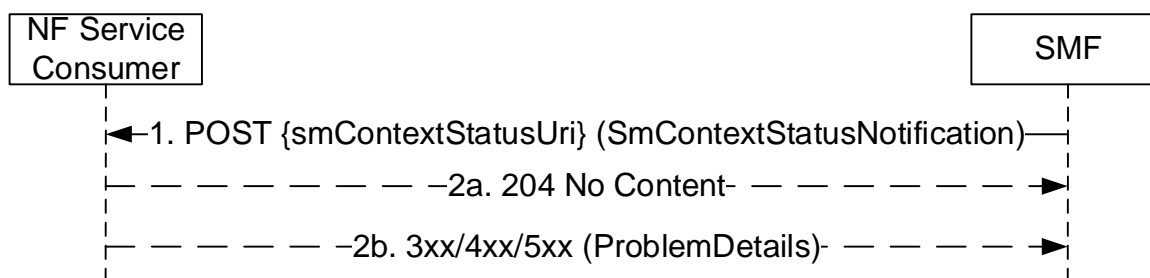 NF Service
Consumer
SMF
1. POST {smContextStatusUri} (SmContextStatusNotification)
2a. 204 No Content
2b. 3xx/4xx/5xx (ProblemDetails)